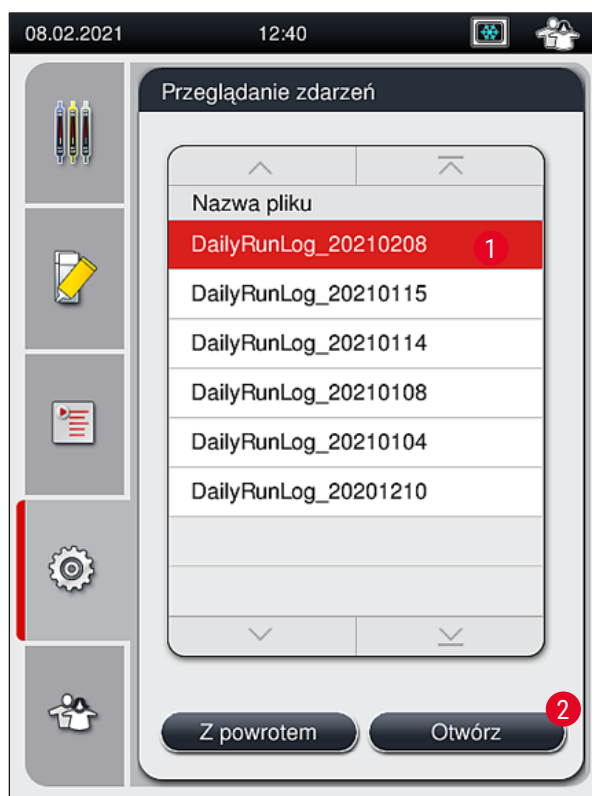 08.02.2021 12:40
Przeglądanie zdarzeń
Nazwa pliku
DailyRunLog_20210208 1
DailyRunLog_20210115
DailyRunLog_20210114
DailyRunLog_20210108
DailyRunLog_20210104
DailyRunLog_20201210
2
Z powrotem Otwórz